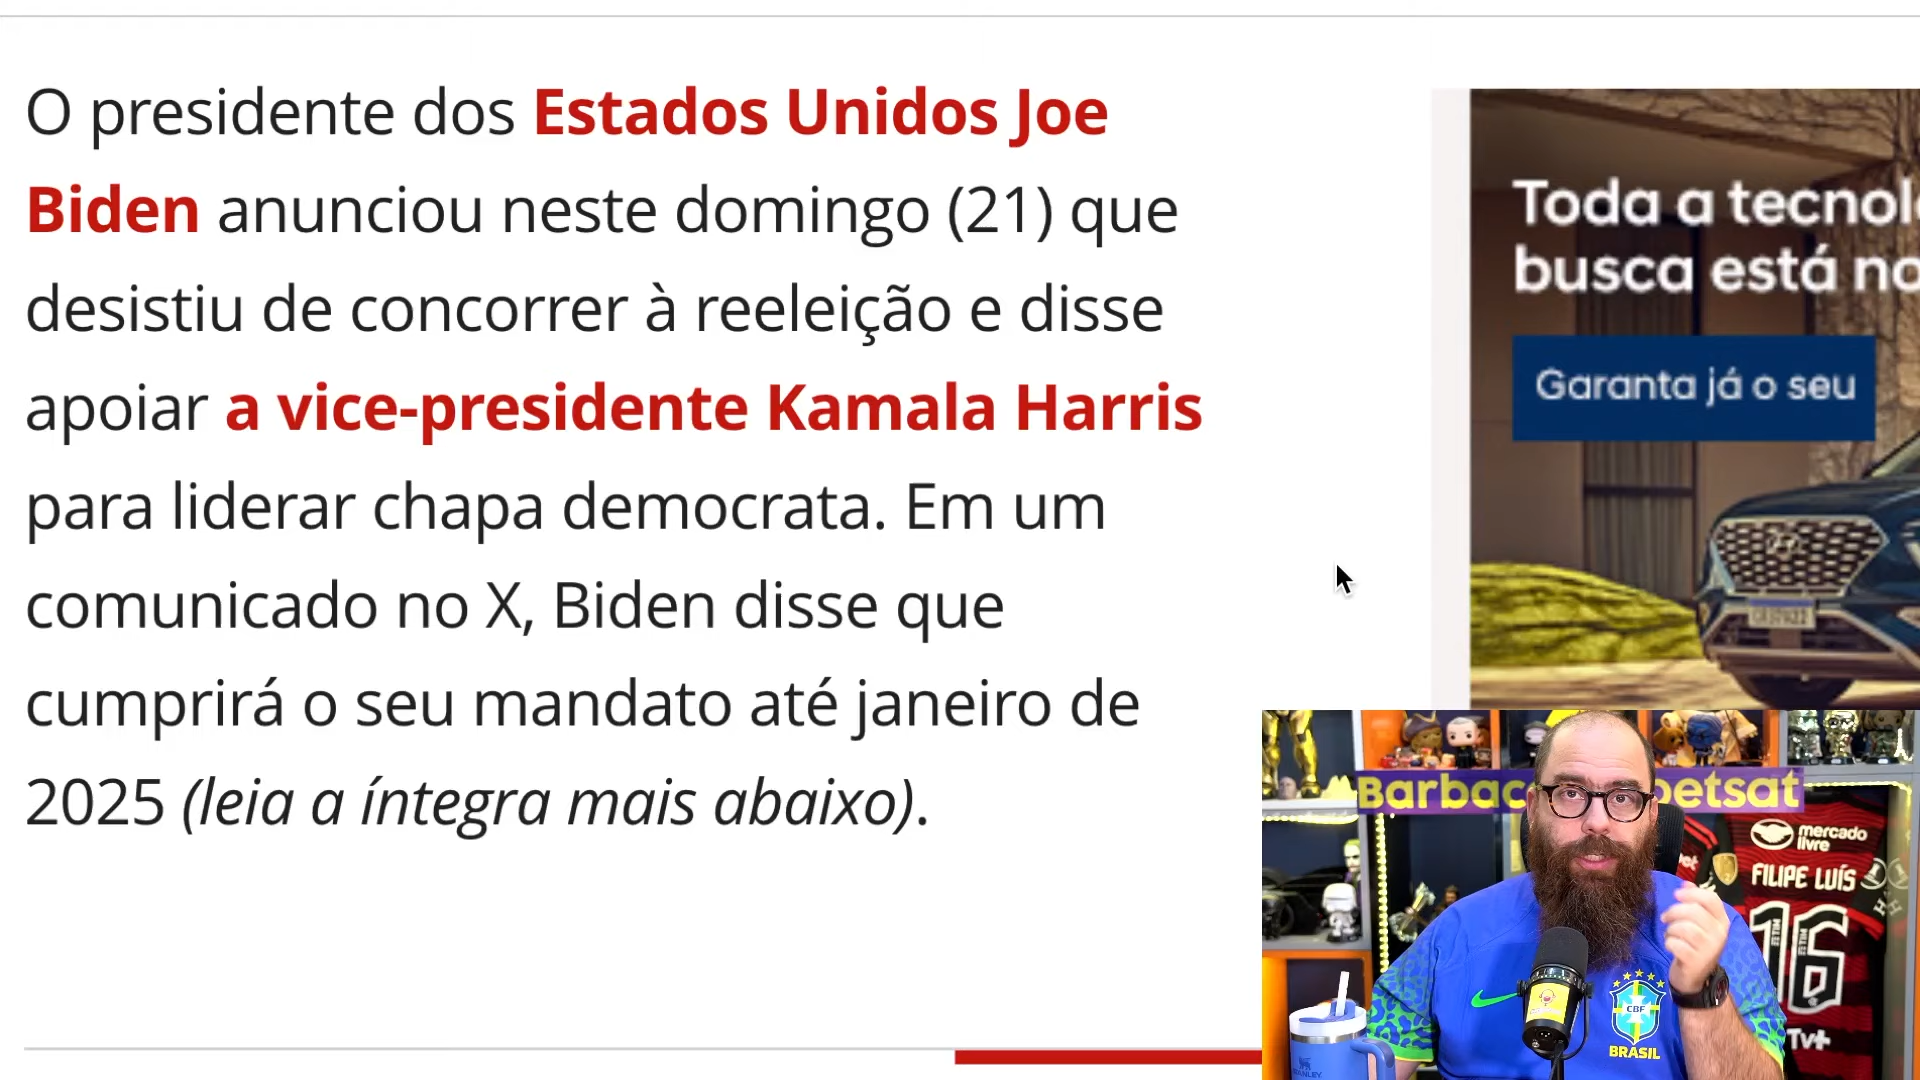 O presidente dos Estados Unidos Joe
Biden anunciou neste domingo (21) que
desistiu de concorrer à reeleição e disse
apoiar a vice-presidente Kamala Harris
para liderar chapa democrata. Em um
comunicado no X, Biden disse que
cumprirá o seu mandato até janeiro de
2025 (leia a íntegra mais abaixo).
Toda a tecnol
busca está no
Garanta já o seu
Barbac
betsat
mercado
livre
FILIPE LUÍS
16
Tv+
CBF
BRASIL
STANLEY